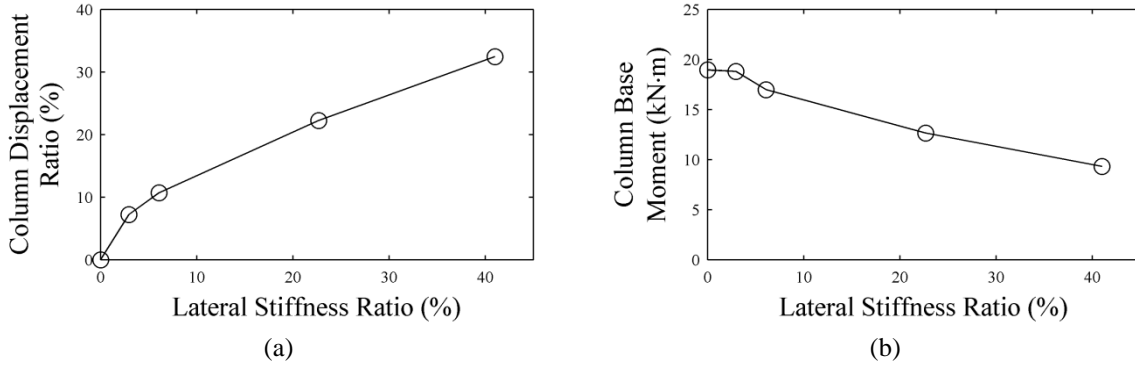 40
30
20
10
0
Column Displacement
Ratio (%)
0 10 20 30 40
Lateral Stiffness Ratio (%)
(a)
25
20
15
10
5
0
Column Base
Moment (kN·m)
0 10 20 30 40
Lateral Stiffness Ratio (%)
(b)